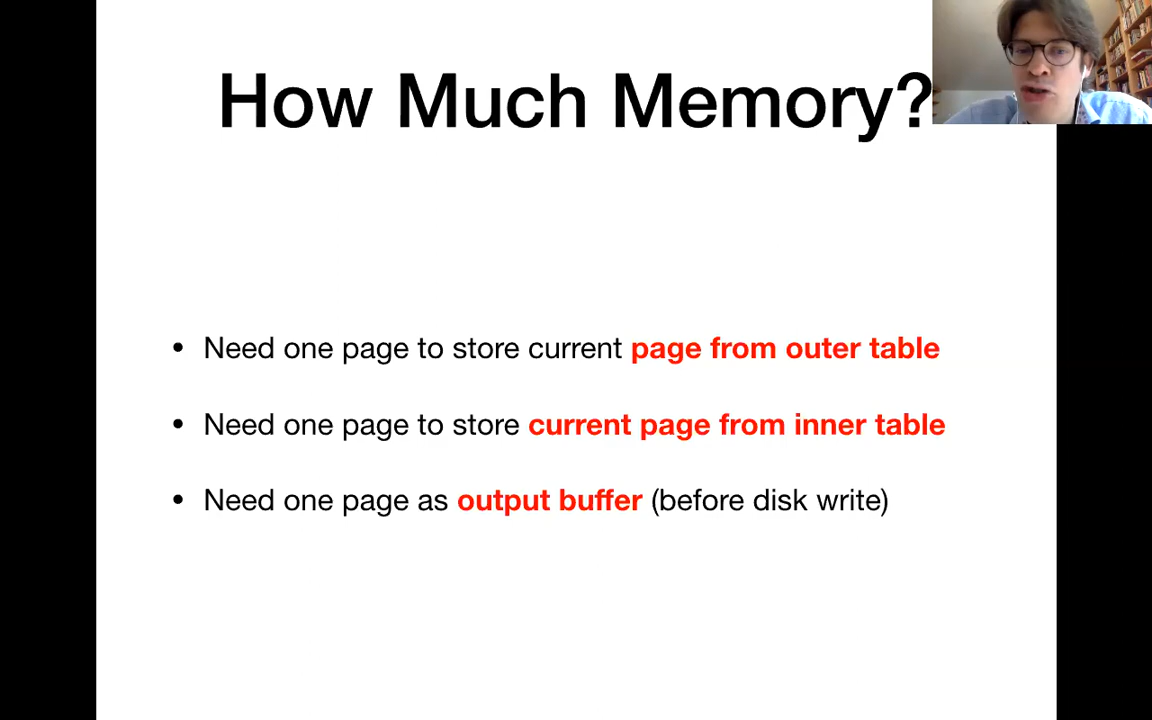 How Much Memory?
• Need one page to store current page from outer table
• Need one page to store current page from inner table
• Need one page as output buffer (before disk write)